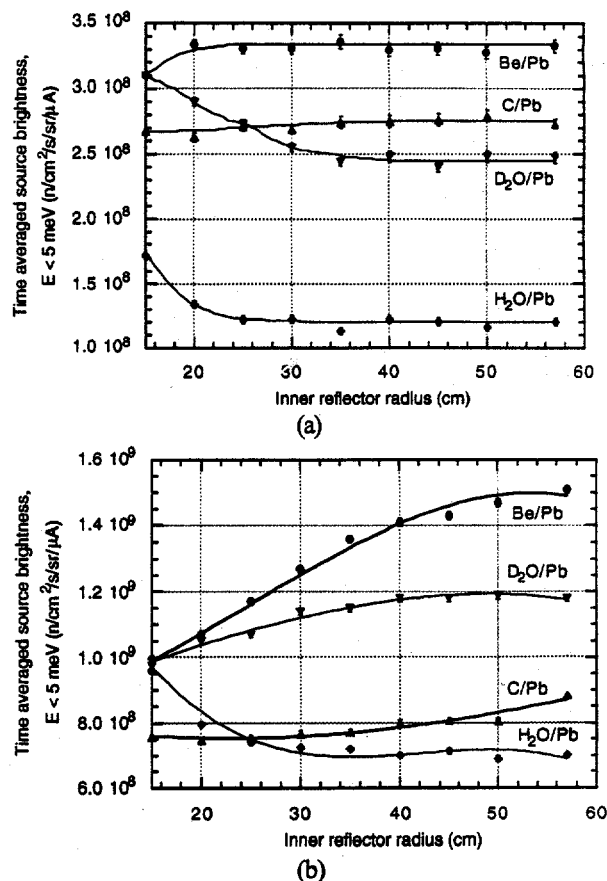 (a)
Time averaged source brightness,
E < 5 meV (n/cm²/s/sr/μA)
3.5 10⁸
3.0 10⁸
2.5 10⁸
2.0 10⁸
1.5 10⁸
1.0 10⁸
Be/Pb
C/Pb
D₂O/Pb
H₂O/Pb
20 30 40 50 60
Inner reflector radius (cm)
(a)
Time averaged source brightness,
E < 5 meV (n/cm²/s/sr/μA)
1.6 10⁹
1.4 10⁹
1.2 10⁹
1.0 10⁹
8.0 10⁸
6.0 10⁸
Be/Pb
D₂O/Pb
C/Pb
H₂O/Pb
20 30 40 50 60
Inner reflector radius (cm)
(b)